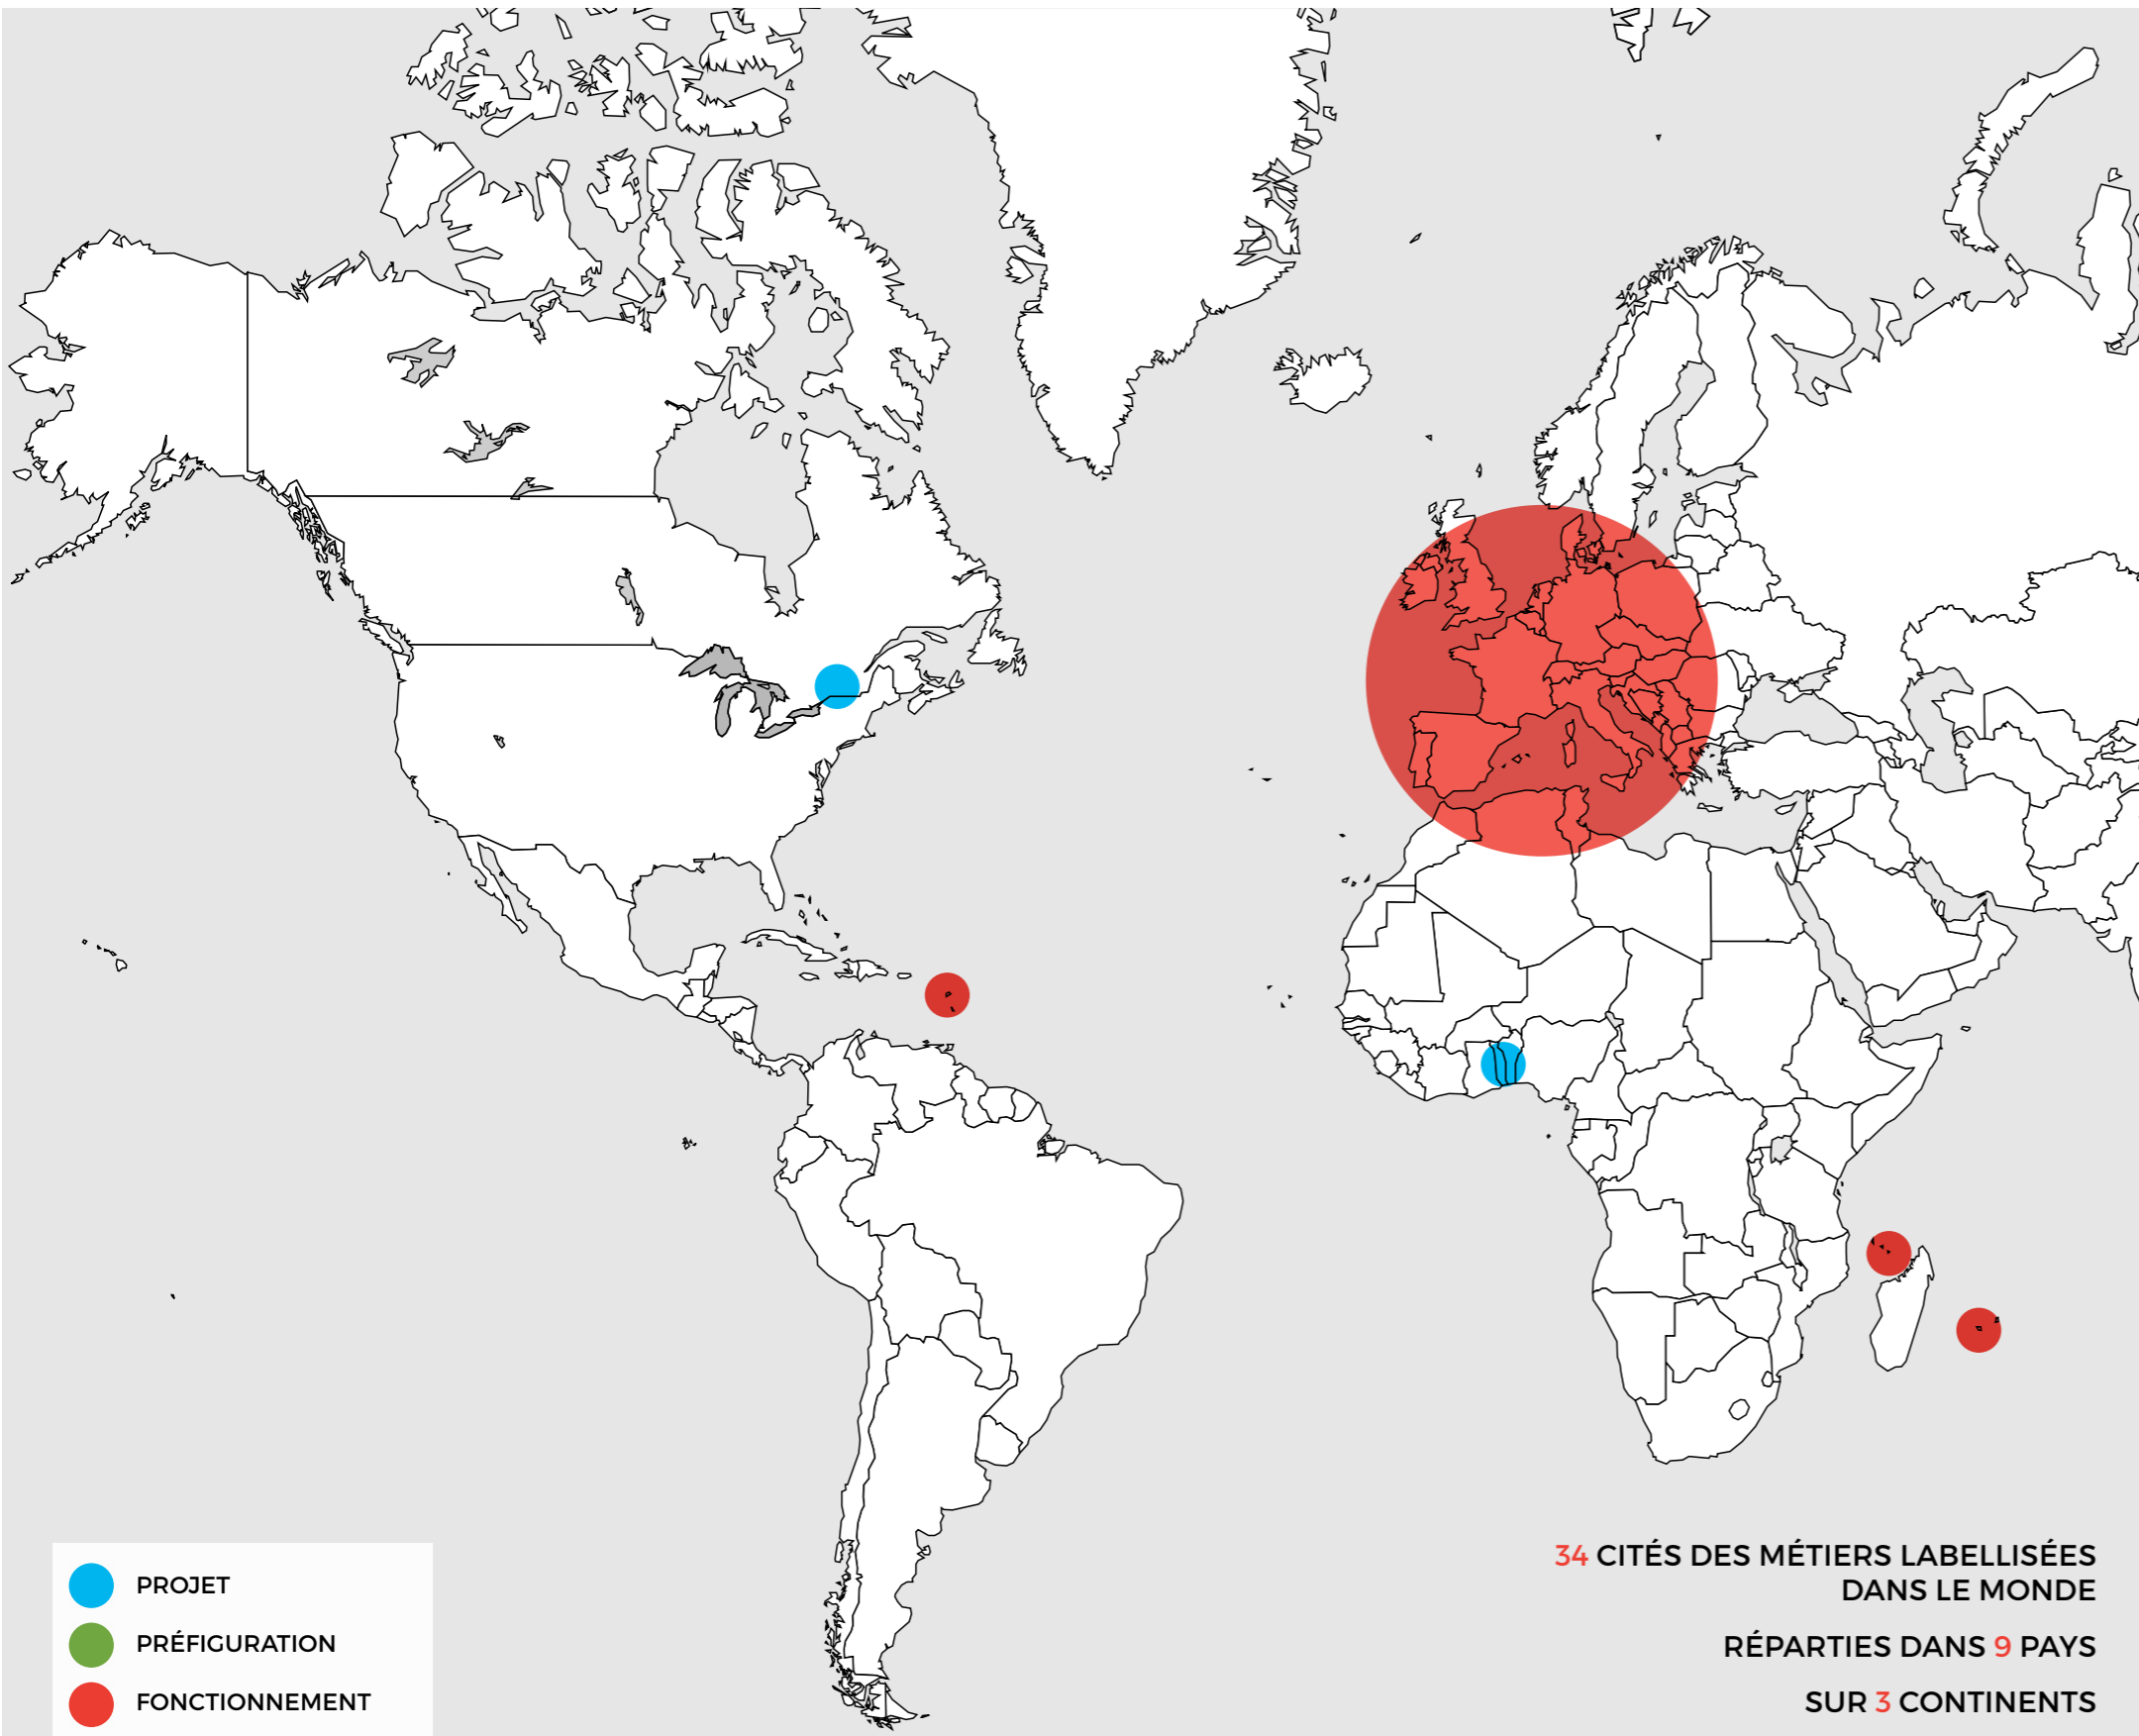 PROJET
PRÉFIGURATION
FONCTIONNEMENT
34 CITÉS DES MÉTIERS LABELLISÉES
DANS LE MONDE
RÉPARTIES DANS 9 PAYS
SUR 3 CONTINENTS